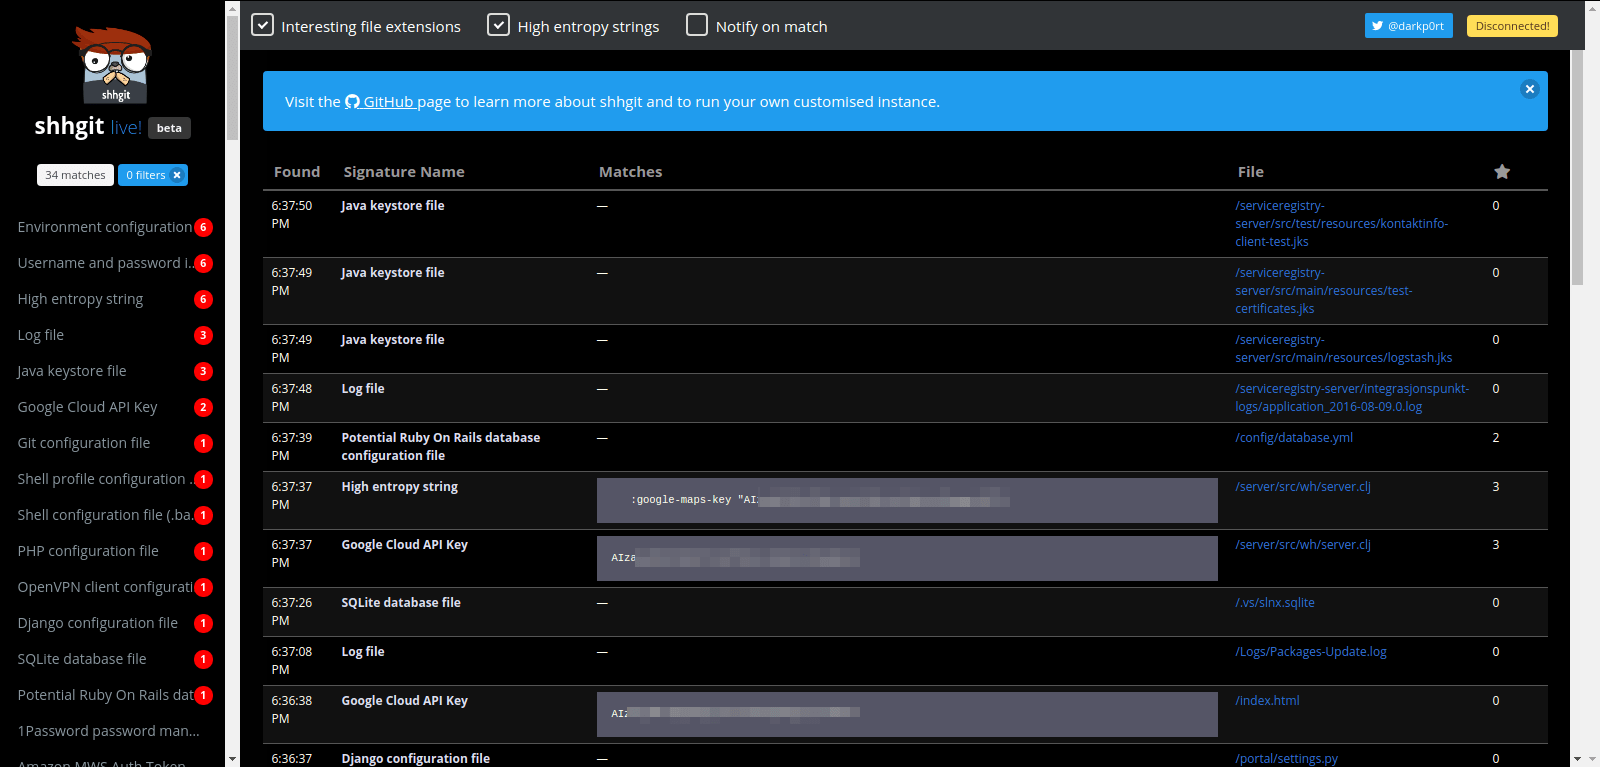 shhgit
shhgit live! beta
34 matches
0 filters
Environment configuration 6
Username and password i... 6
High entropy string 6
Log file 3
Java keystore file 3
Google Cloud API Key 2
Git configuration file 1
Shell profile configuration . 1
Shell configuration file (.ba. 1
PHP configuration file 1
OpenVPN client configurati 1
Django configuration file 1
SQLite database file 1
Potential Ruby On Rails dat 1
1Password password man...
Amazon MWS Auth Token
Interesting file extensions
High entropy strings
Notify on match
@darkp0rt
Disconnected!
Visit the GitHub page to learn more about shhgit and to run your own customised instance.
Found Signature Name Matches File
6:37:50 Java keystore file — /serviceregistry- 0
PM server/src/test/resources/kontaktinfo-
client-test.jks
6:37:49 Java keystore file — /serviceregistry- 0
PM server/src/main/resources/test-
certificates.jks
6:37:49 Java keystore file — /serviceregistry- 0
PM server/src/main/resources/logstash.jks
6:37:48 Log file — /serviceregistry-server/integrasjonspunkt- 0
PM logs/application_2016-08-09.0.log
6:37:39 Potential Ruby On Rails database — /config/database.yml 2
PM configuration file
6:37:37 High entropy string :google-maps-key "AI /server/src/wh/server.clj 3
PM
6:37:37 Google Cloud API Key AIza /server/src/wh/server.clj 3
PM
6:37:26 SQLite database file — /.vs/slnx.sqlite 0
PM
6:37:08 Log file — /Logs/Packages-Update.log 0
PM
6:36:38 Google Cloud API Key AIz /index.html 0
PM
6:36:37 Django configuration file — /portal/settings.py 0